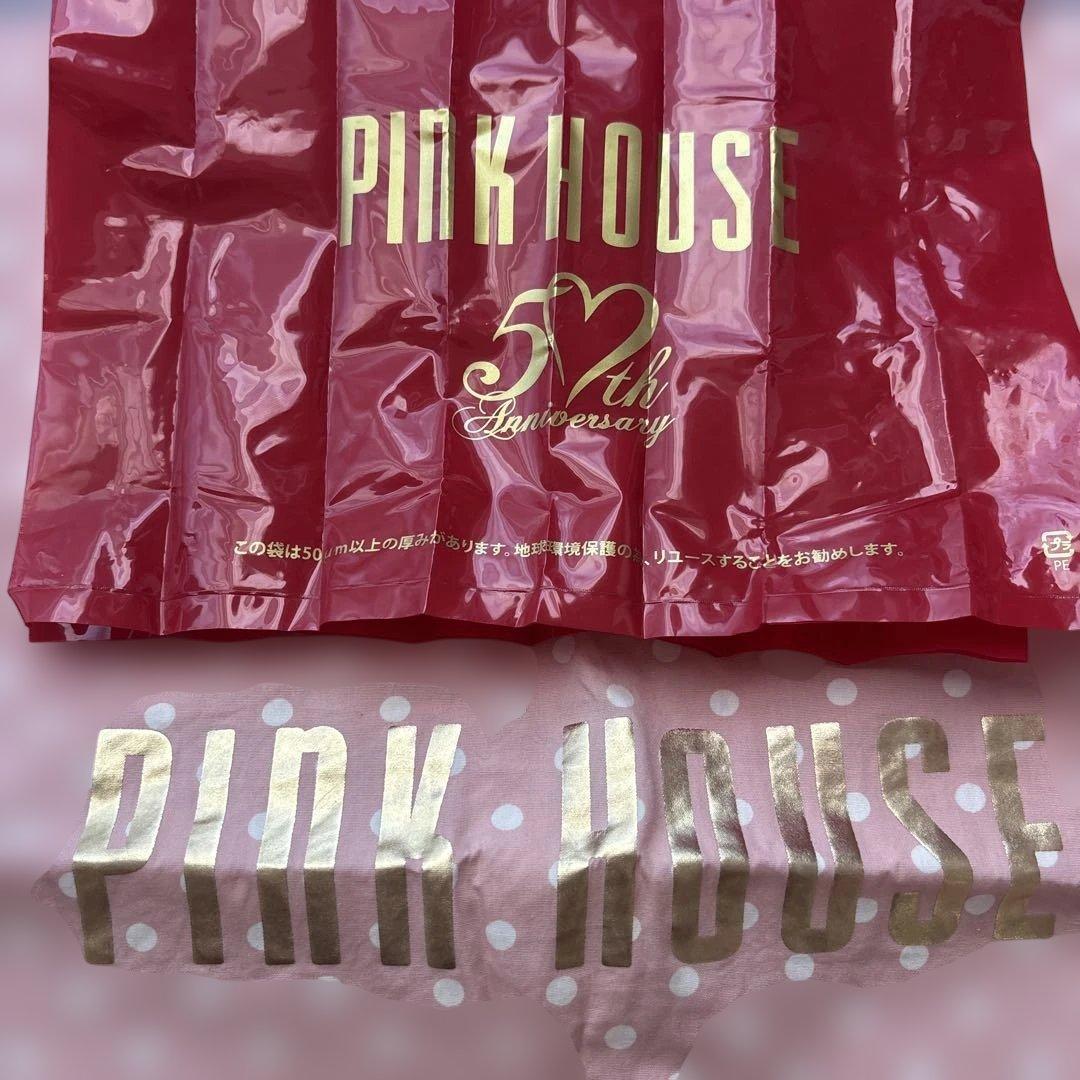 PINK HOUSE
50th
Anniversary
この袋は50μm以上の厚みがあります。地球環境保護の為、リユースすることをお勧めします。
プラ
PE
PINK HOUSE